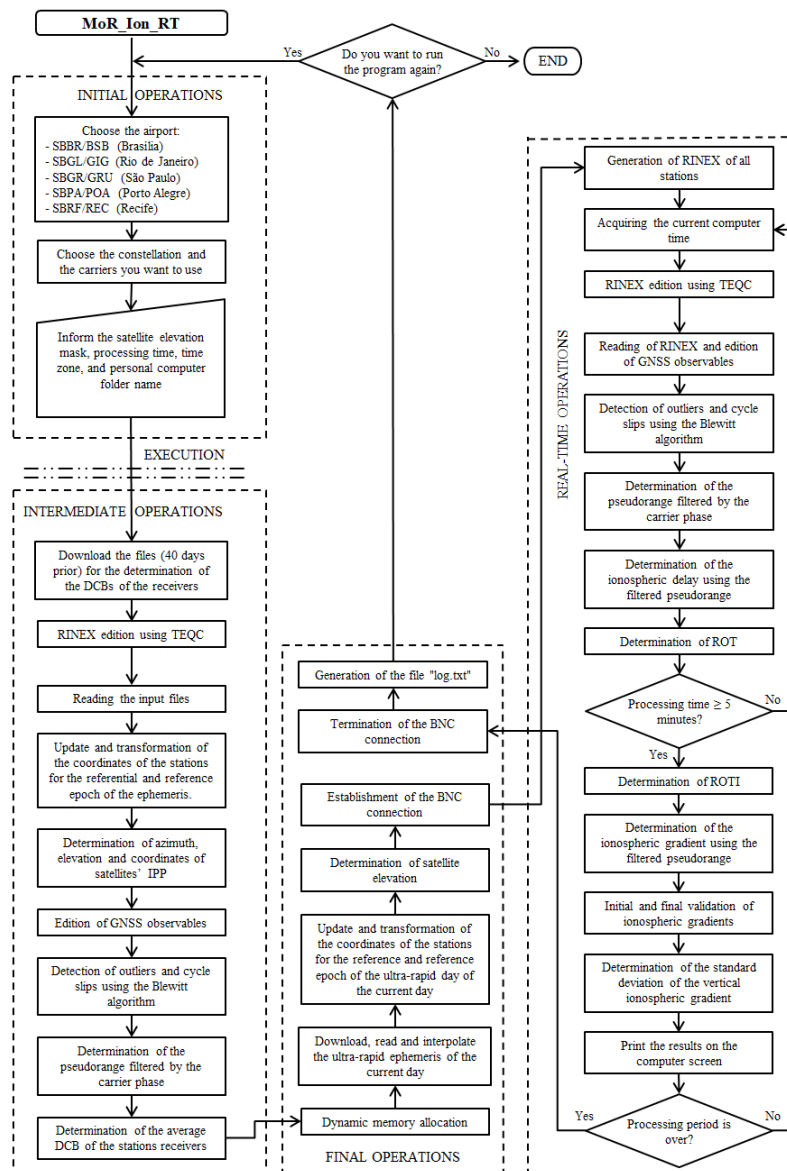 MoR_Ion_RT
Yes
Do you want to run
the program again?
No
END
INITIAL OPERATIONS
Choose the airport:
- SBBR/BSB (Brasilia)
- SBGL/GIG (Rio de Janeiro)
- SBGR/GRU (São Paulo)
- SBPA/POA (Porto Alegre)
- SBRF/REC (Recife)
Choose the constellation and
the carriers you want to use
Inform the satellite elevation
mask, processing time, time
zone, and personal computer
folder name
EXECUTION
INTERMEDIATE OPERATIONS
Download the files (40 days
prior) for the determination of
the DCBs of the receivers
RINEX edition using TEQC
Reading the input files
Update and transformation of
the coordinates of the stations
for the referential and reference
epoch of the ephemeris.
Determination of azimuth,
elevation and coordinates of
satellites' IPP
Edition of GNSS observables
Detection of outliers and cycle
slips using the Blewitt
algorithm
Determination of the
pseudorange filtered by the
carrier phase
Determination of the average
DCB of the stations receivers
Generation of the file "log.txt"
Termination of the BNC
connection
Establishment of the BNC
connection
Determination of satellite
elevation
Update and transformation of
the coordinates of the stations
for the reference and reference
epoch of the ultra-rapid day of
the current day
Download, read and interpolate
the ultra-rapid ephemeris of the
current day
Dynamic memory allocation
FINAL OPERATIONS
REAL-TIME OPERATIONS
Generation of RINEX of all
stations
Acquiring the current computer
time
RINEX edition using TEQC
Reading of RINEX and edition
of GNSS observables
Detection of outliers and cycle
slips using the Blewitt
algorithm
Determination of the
pseudorange filtered by the
carrier phase
Determination of the
ionospheric delay using the
filtered pseudorange
Determination of ROT
Processing time ≥ 5
minutes?
No
Yes
Determination of ROTI
Determination of the
ionospheric gradient using the
filtered pseudorange
Initial and final validation of
ionospheric gradients
Determination of the standard
deviation of the vertical
ionospheric gradient
Print the results on the
computer screen
Yes
Processing period is
over?
No